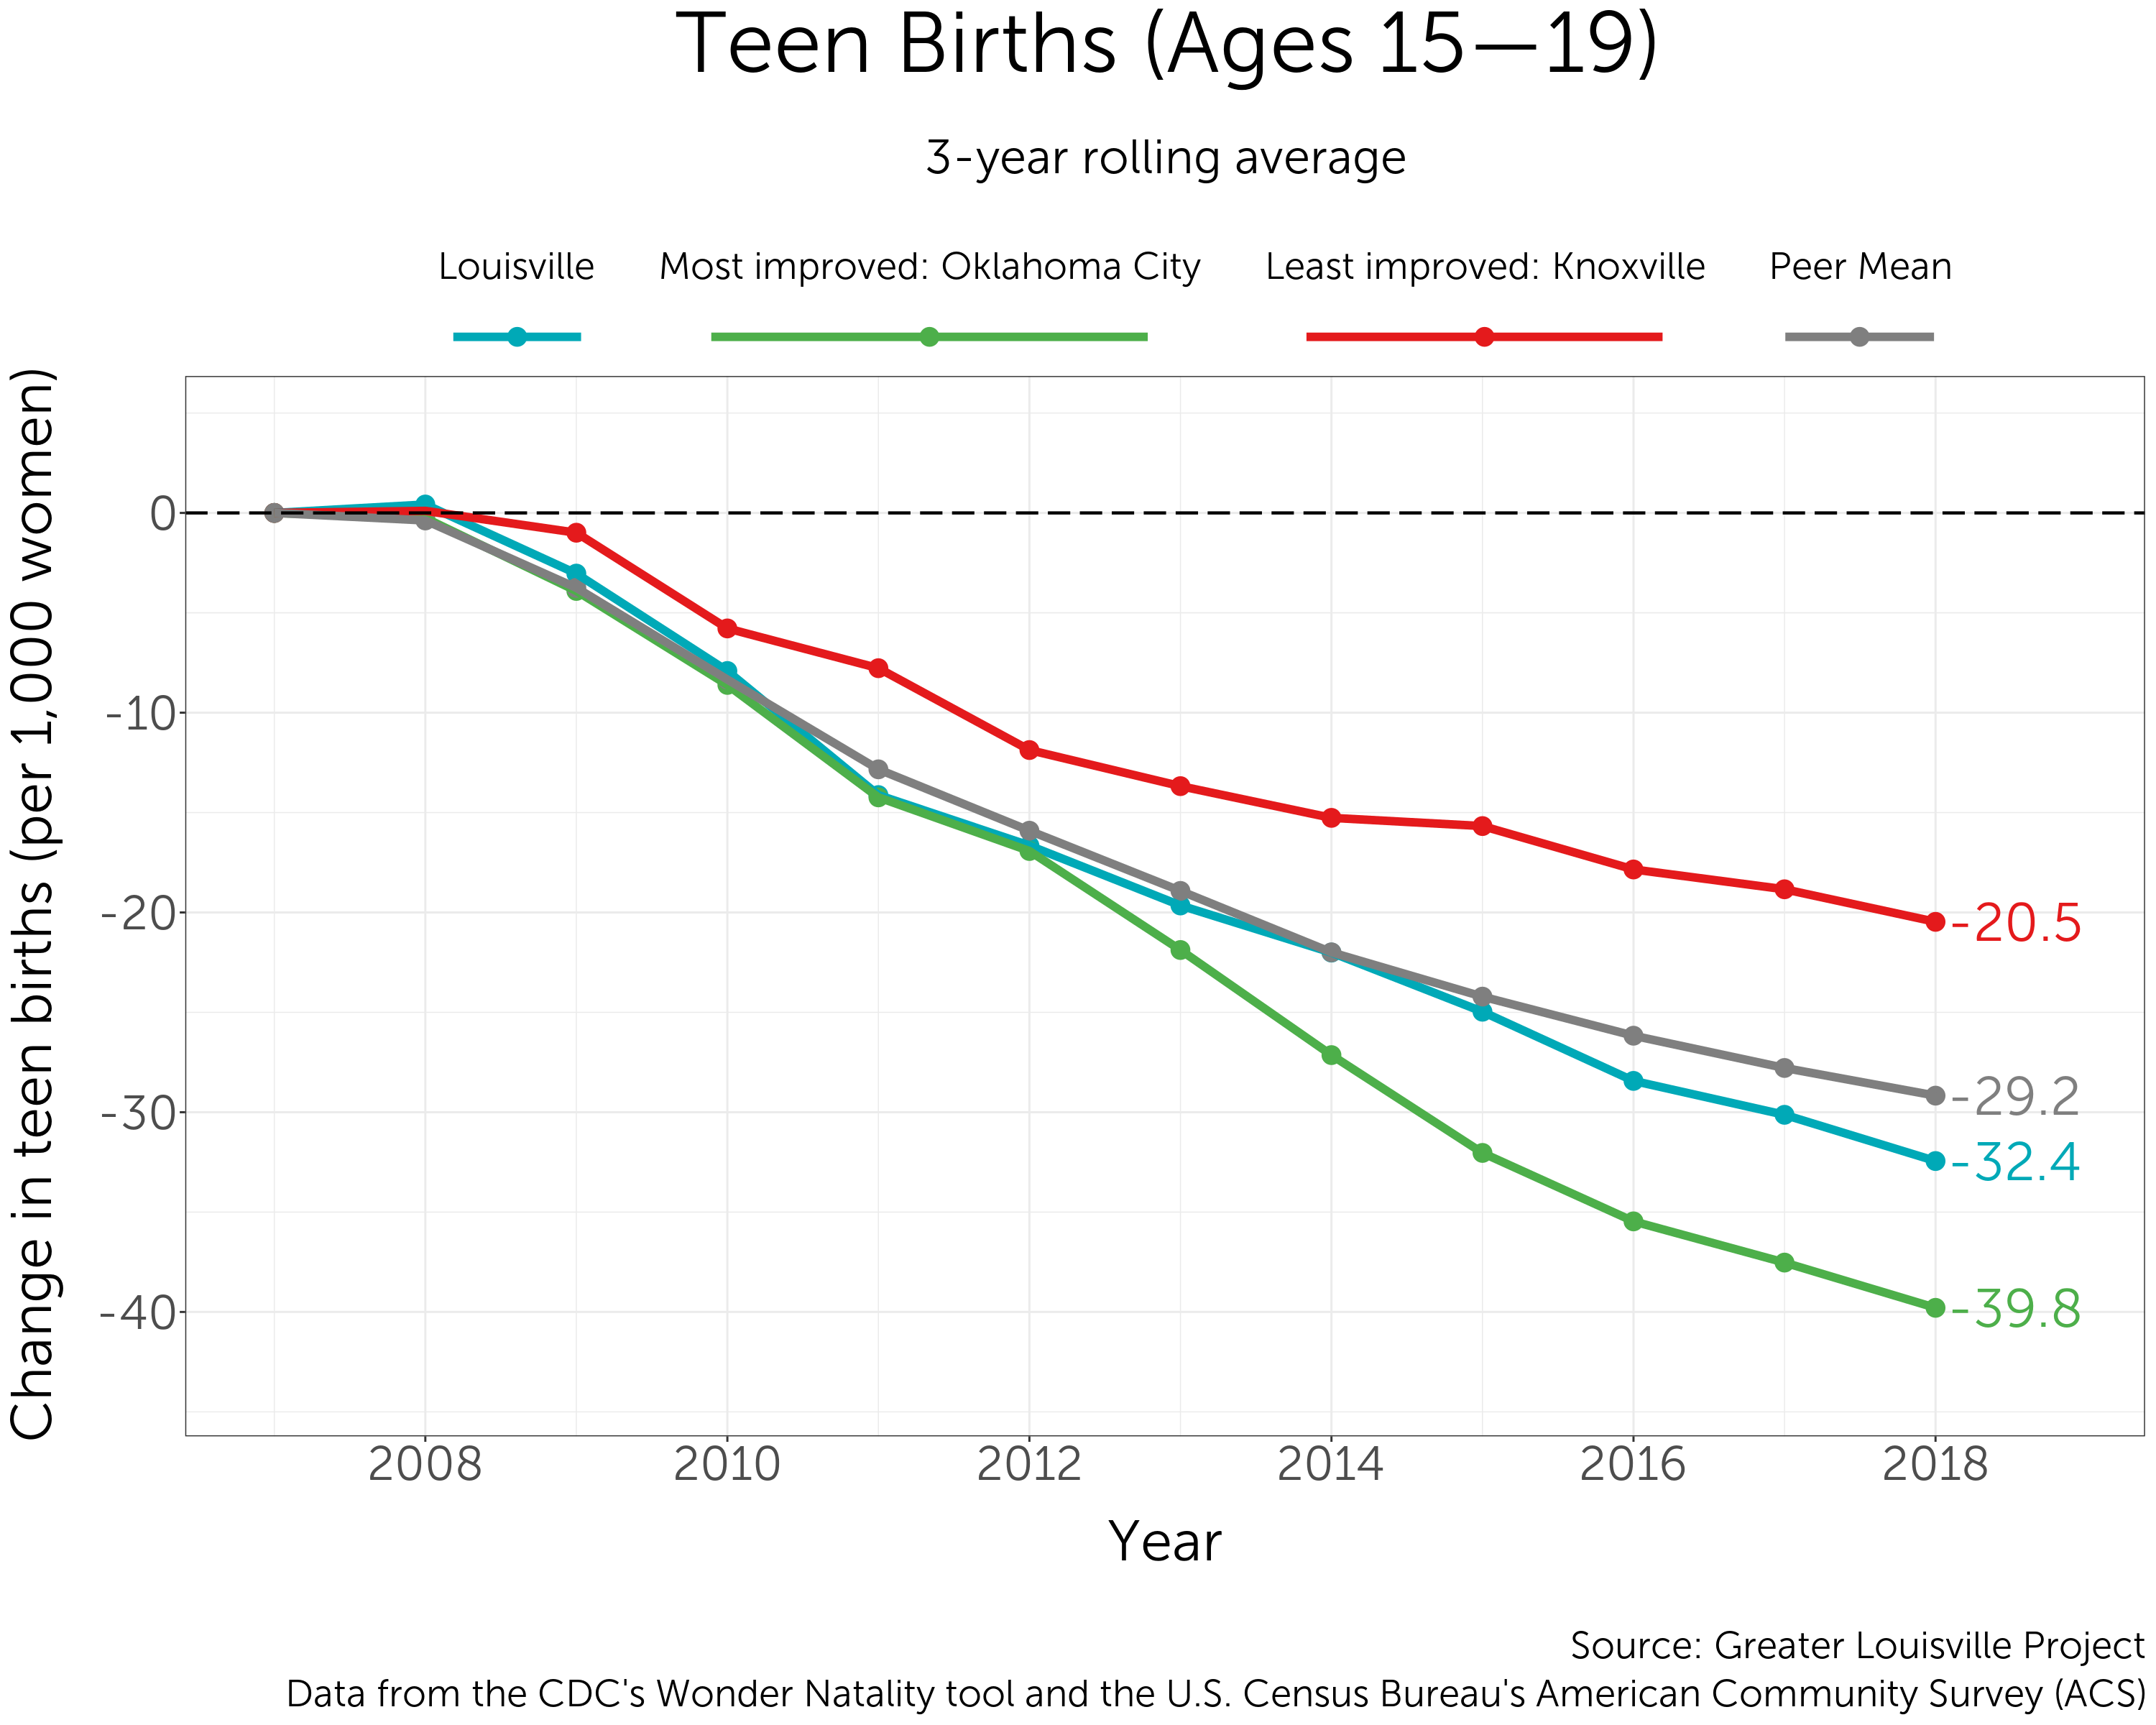 Teen Births (Ages 15—19)
3-year rolling average
Louisville Most improved: Oklahoma City Least improved: Knoxville Peer Mean
Change in teen births (per 1,000 women)
0
-10
-20
-30
-40
-20.5
-29.2
-32.4
-39.8
2008 2010 2012 2014 2016 2018
Year
Source: Greater Louisville Project
Data from the CDC's Wonder Natality tool and the U.S. Census Bureau's American Community Survey (ACS)